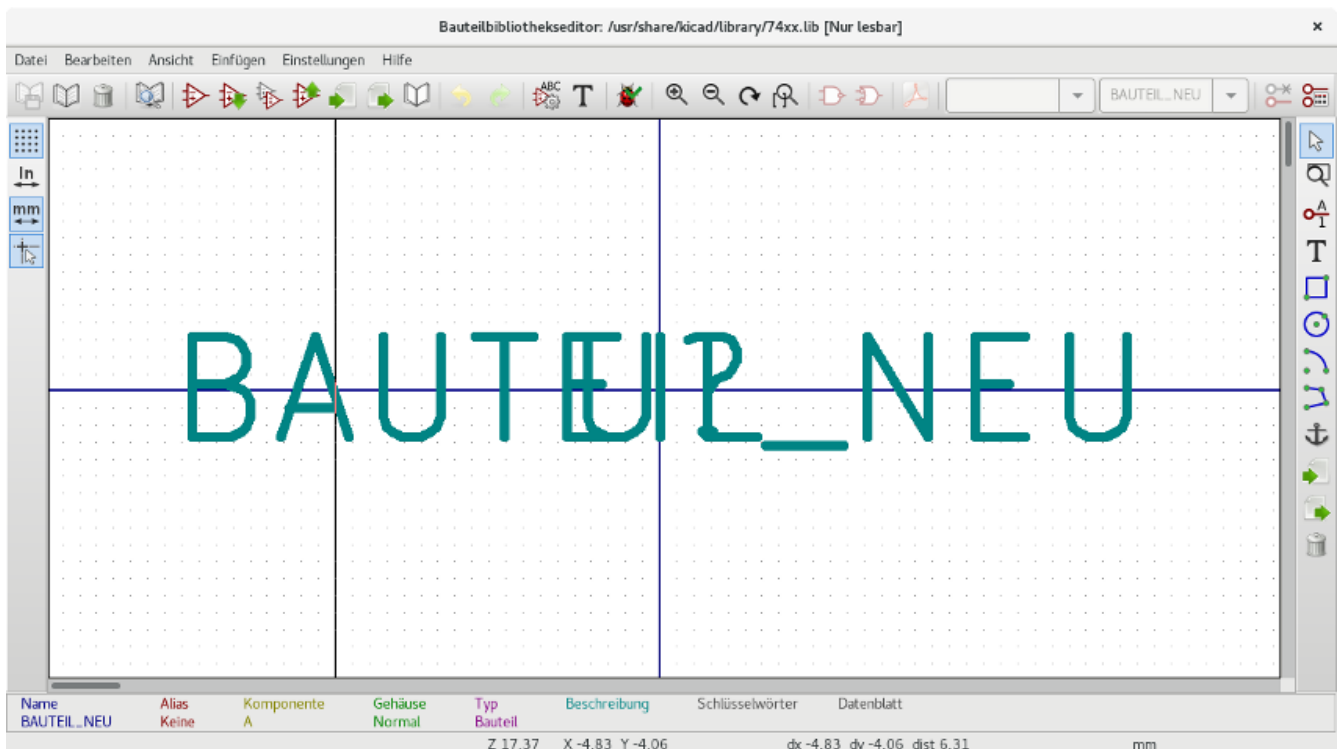 Bauteilbibliothekseditor: /usr/share/kicad/library/74xx.lib [Nur lesbar]
Datei Bearbeiten Ansicht Einfügen Einstellungen Hilfe
ABC T BAUTEIL_NEU
In
mm
A
1
T
BAUTEIL_NEU
U?
Name Alias Komponente Gehäuse Typ Beschreibung Schlüsselwörter Datenblatt
BAUTEIL_NEU Keine A Normal Bauteil
Z 17,37 X -4,83 Y -4,06 dx -4,83 dy -4,06 dist 6,31 mm